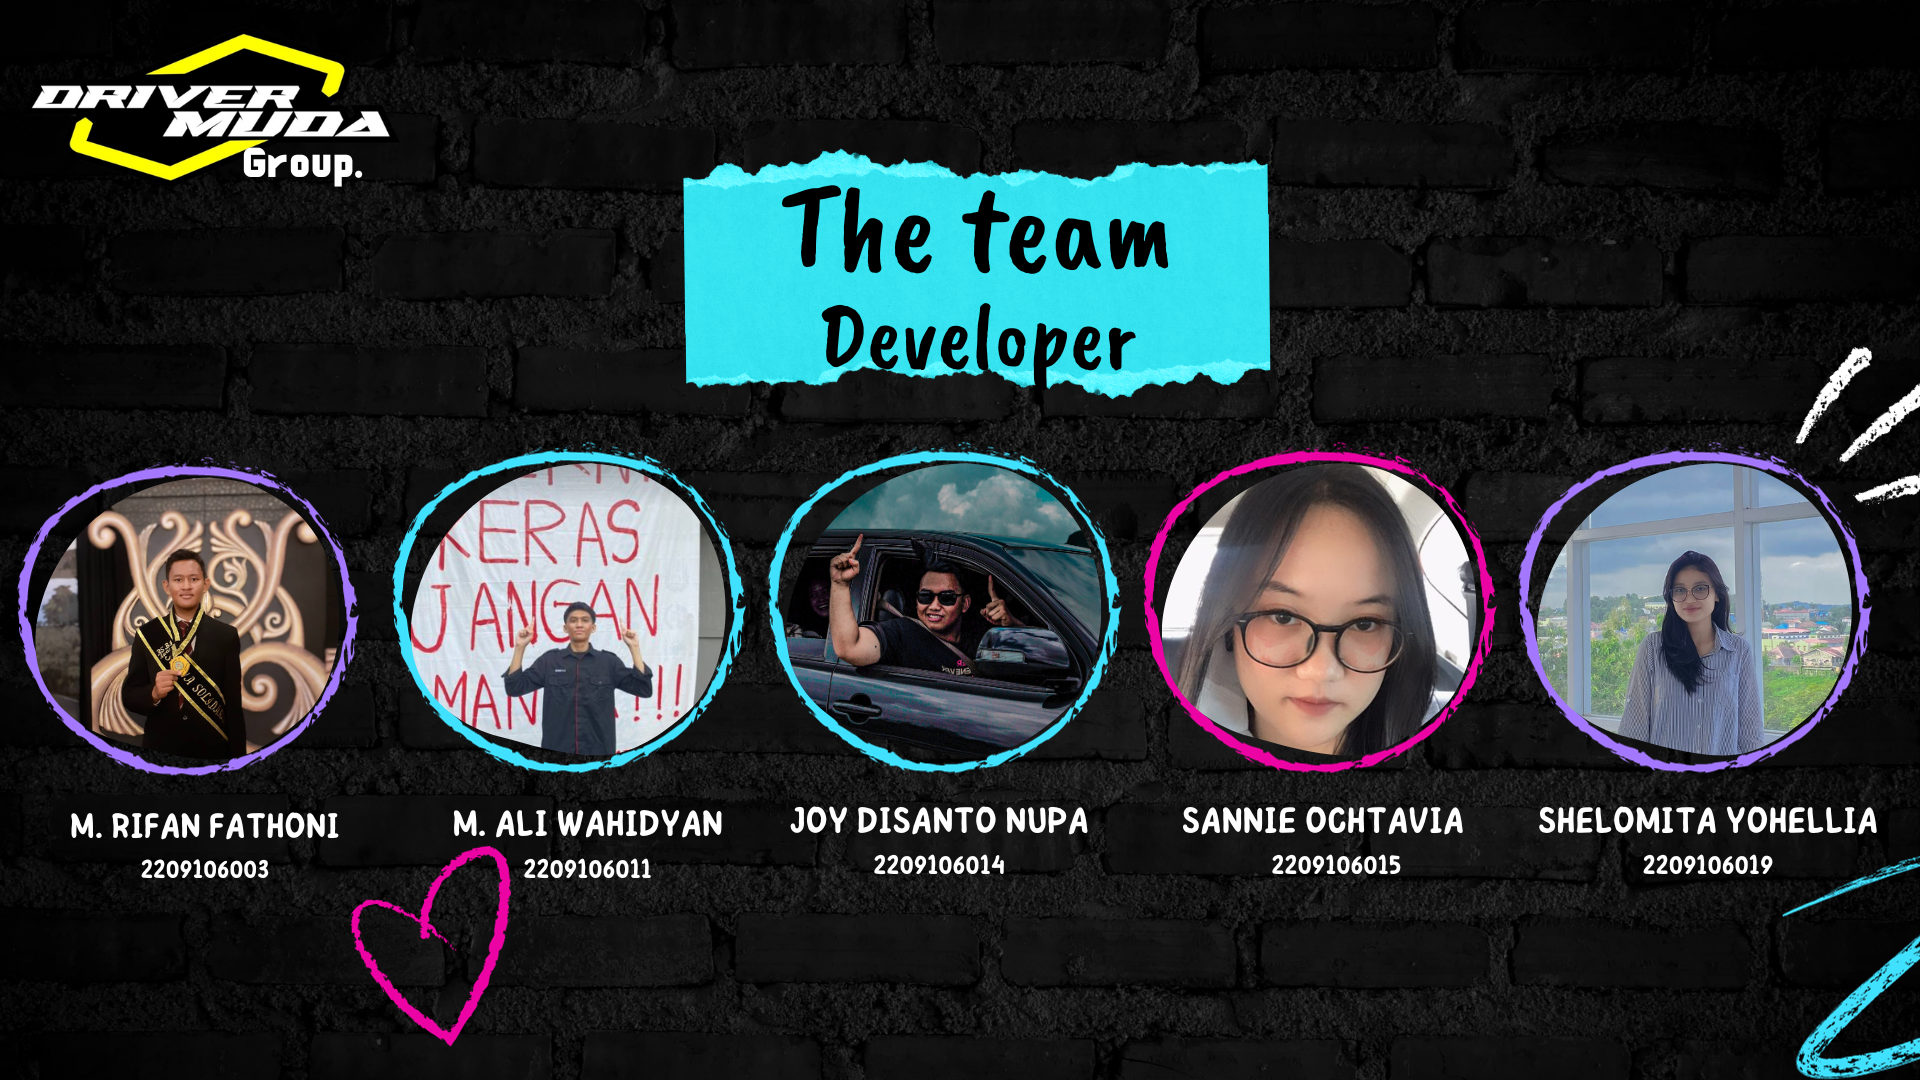 DRIVER
MUDA
Group.
The team
Developer
KERAS
JANGAN
!!!
M. RIFAN FATHONI
2209106003
M. ALI WAHIDYAN
2209106011
JOY DISANTO NUPA
2209106014
SANNIE OCHTAVIA
2209106015
SHELOMITA YOHELLIA
2209106019